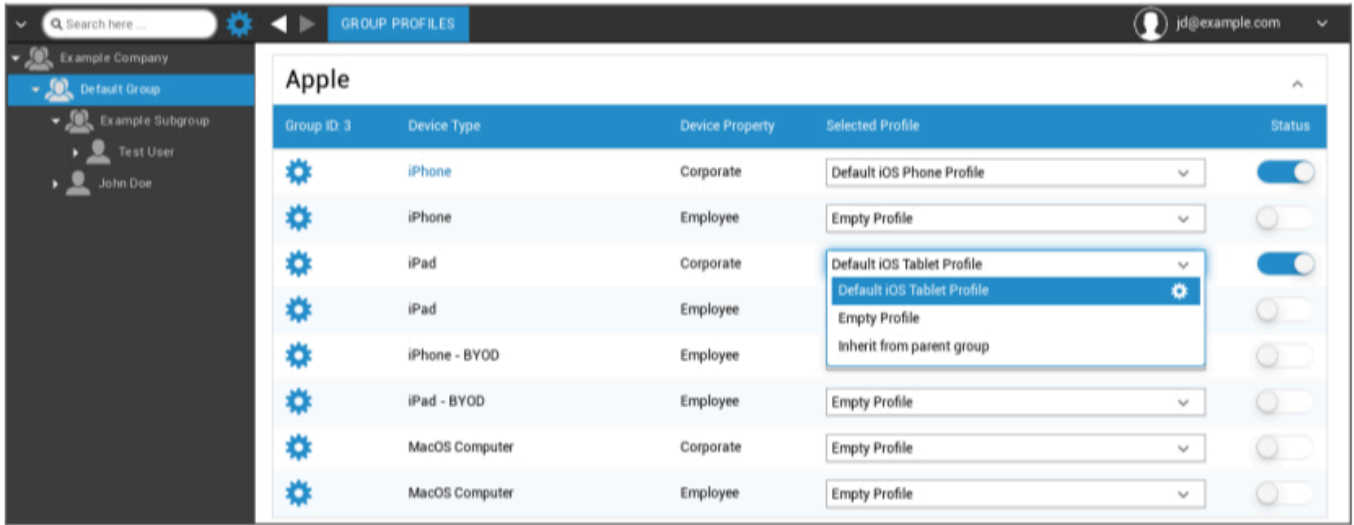 Search here ...
GROUP PROFILES
jd@example.com
Example Company
Default Group
Example Subgroup
Test User
John Doe
Apple
Group ID: 3 Device Type Device Property Selected Profile Status
iPhone Corporate Default iOS Phone Profile
iPhone Employee Empty Profile
iPad Corporate Default iOS Tablet Profile
Default iOS Tablet Profile
Empty Profile
Inherit from parent group
iPad Employee
iPhone - BYOD Employee
iPad - BYOD Employee Empty Profile
MacOS Computer Corporate Empty Profile
MacOS Computer Employee Empty Profile